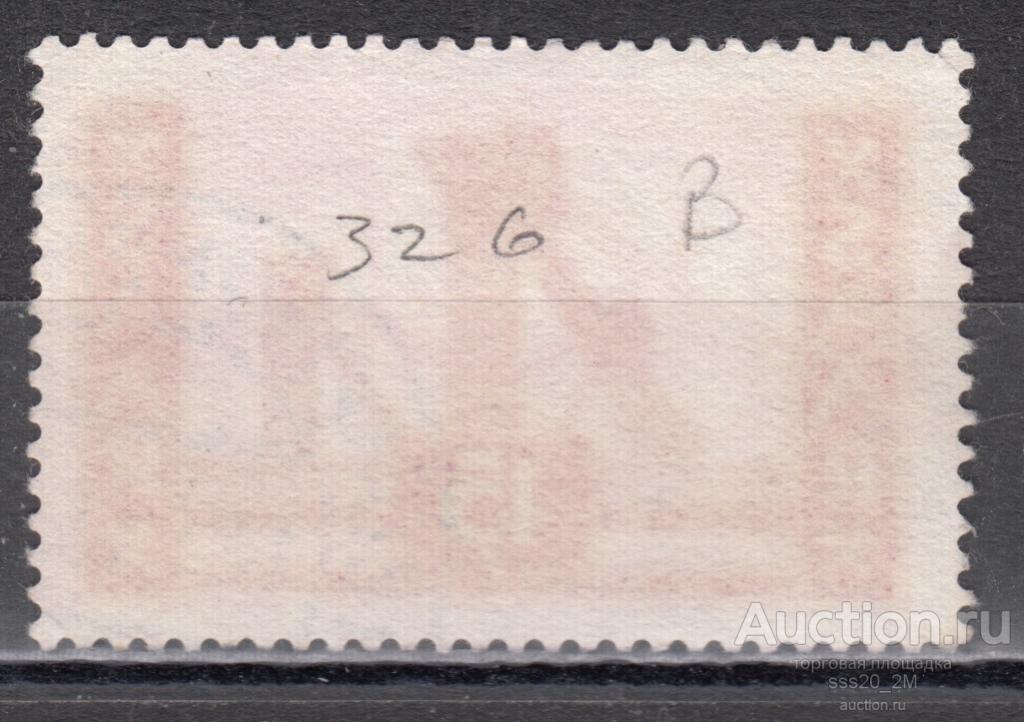 326 B
Auction.ru
торговая площадка
sss20_2M
auction.ru